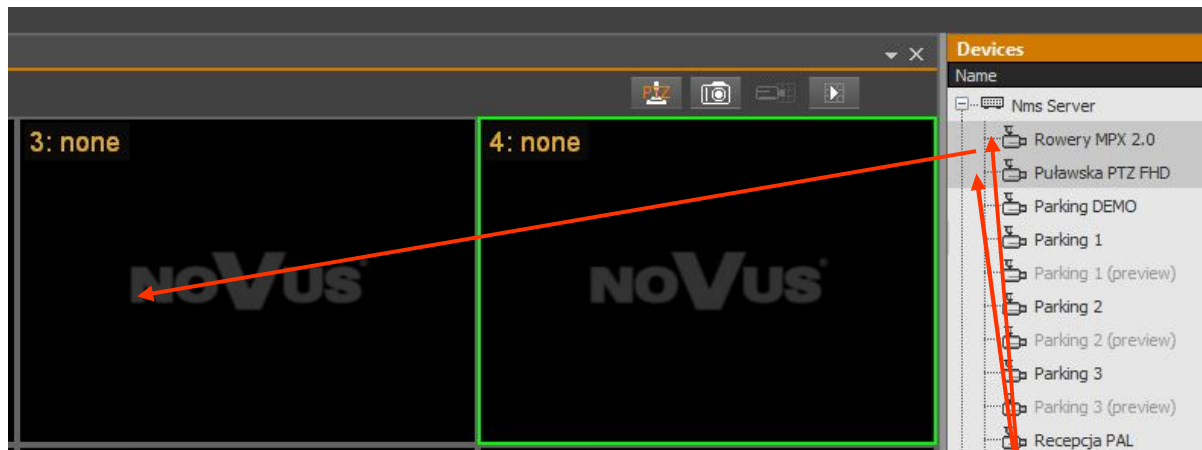 Devices
Name
PTZ
Nms Server
3: none
4: none
Rowery MPX 2.0
Puławska PTZ FHD
Parking DEMO
Parking 1
NOVUS
NOVUS
Parking 1 (preview)
Parking 2
Parking 2 (preview)
Parking 3
Parking 3 (preview)
Recepcja PAL